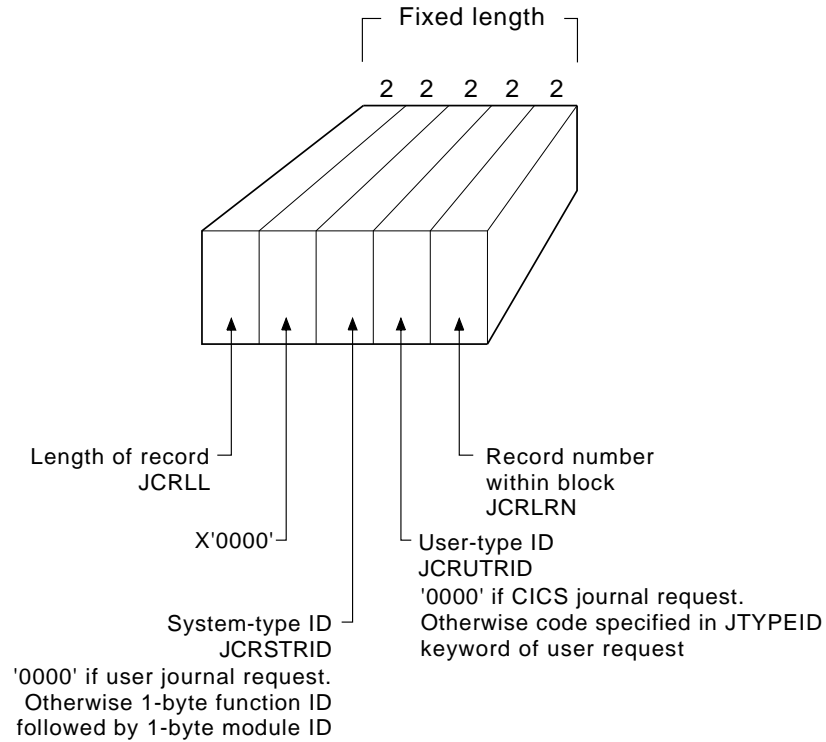 Fixed length
2 2 2 2 2
Length of record
JCRLL
Record number
within block
JCRLRN
X'0000'
User-type ID
JCRUTRID
'0000' if CICS journal request.
Otherwise code specified in JTYPEID
keyword of user request
System-type ID
JCRSTRID
'0000' if user journal request.
Otherwise 1-byte function ID
followed by 1-byte module ID